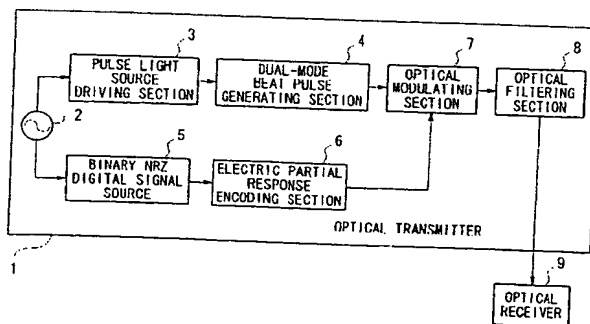 3
PULSE LIGHT
SOURCE
DRIVING SECTION
4
DUAL-MODE
BEAT PULSE
GENERATING SECTION
7
OPTICAL
MODULATING
SECTION
8
OPTICAL
FILTERING
SECTION
2
5
BINARY NRZ
DIGITAL SIGNAL
SOURCE
6
ELECTRIC PARTIAL
RESPONSE
ENCODING SECTION
OPTICAL TRANSMITTER
1
9
OPTICAL
RECEIVER